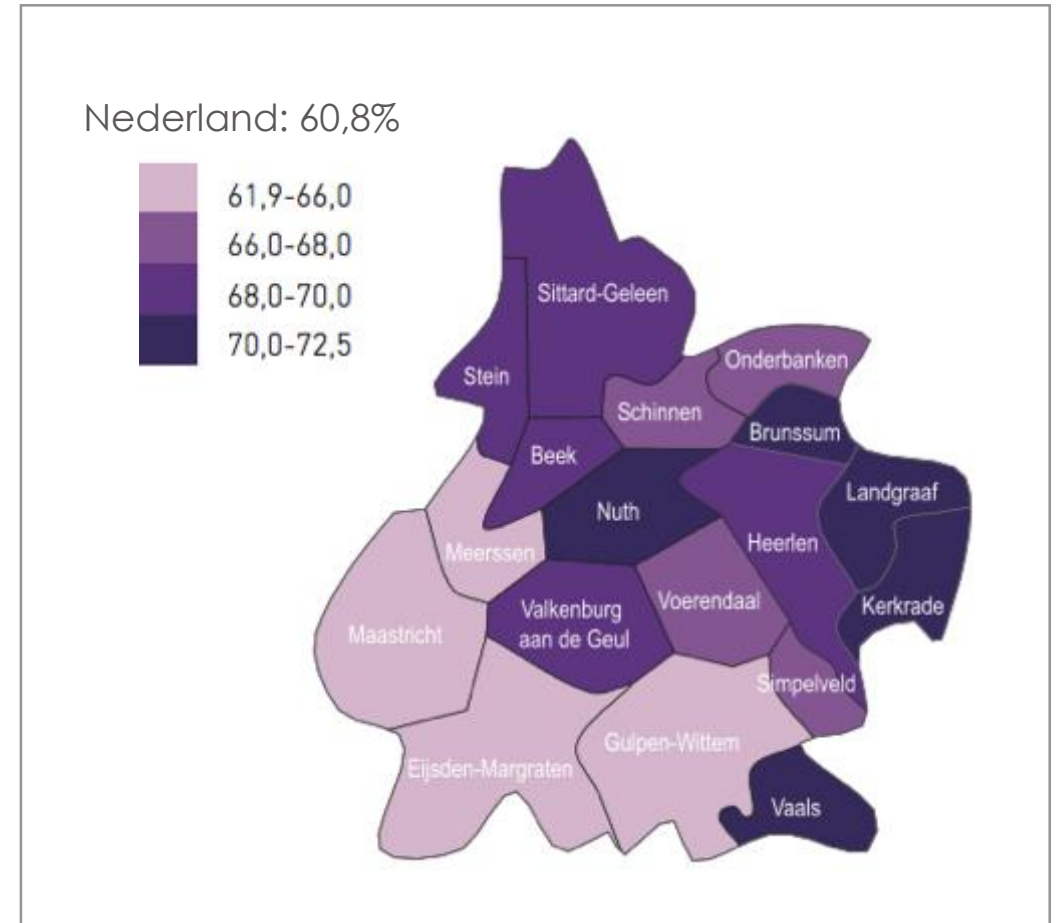 Nederland: 60,8%
61,9-66,0
66,0-68,0
68,0-70,0
70,0-72,5
Sittard-Geleen
Onderbanken
Stein
Schinnen
Brunssum
Beek
Landgraaf
Nuth
Heerlen
Meerssen
Voerendaal
Kerkrade
Valkenburg
aan de Geul
Maastricht
Simpelveld
Gulpen-Wittem
Eijsden-Margraten
Vaals